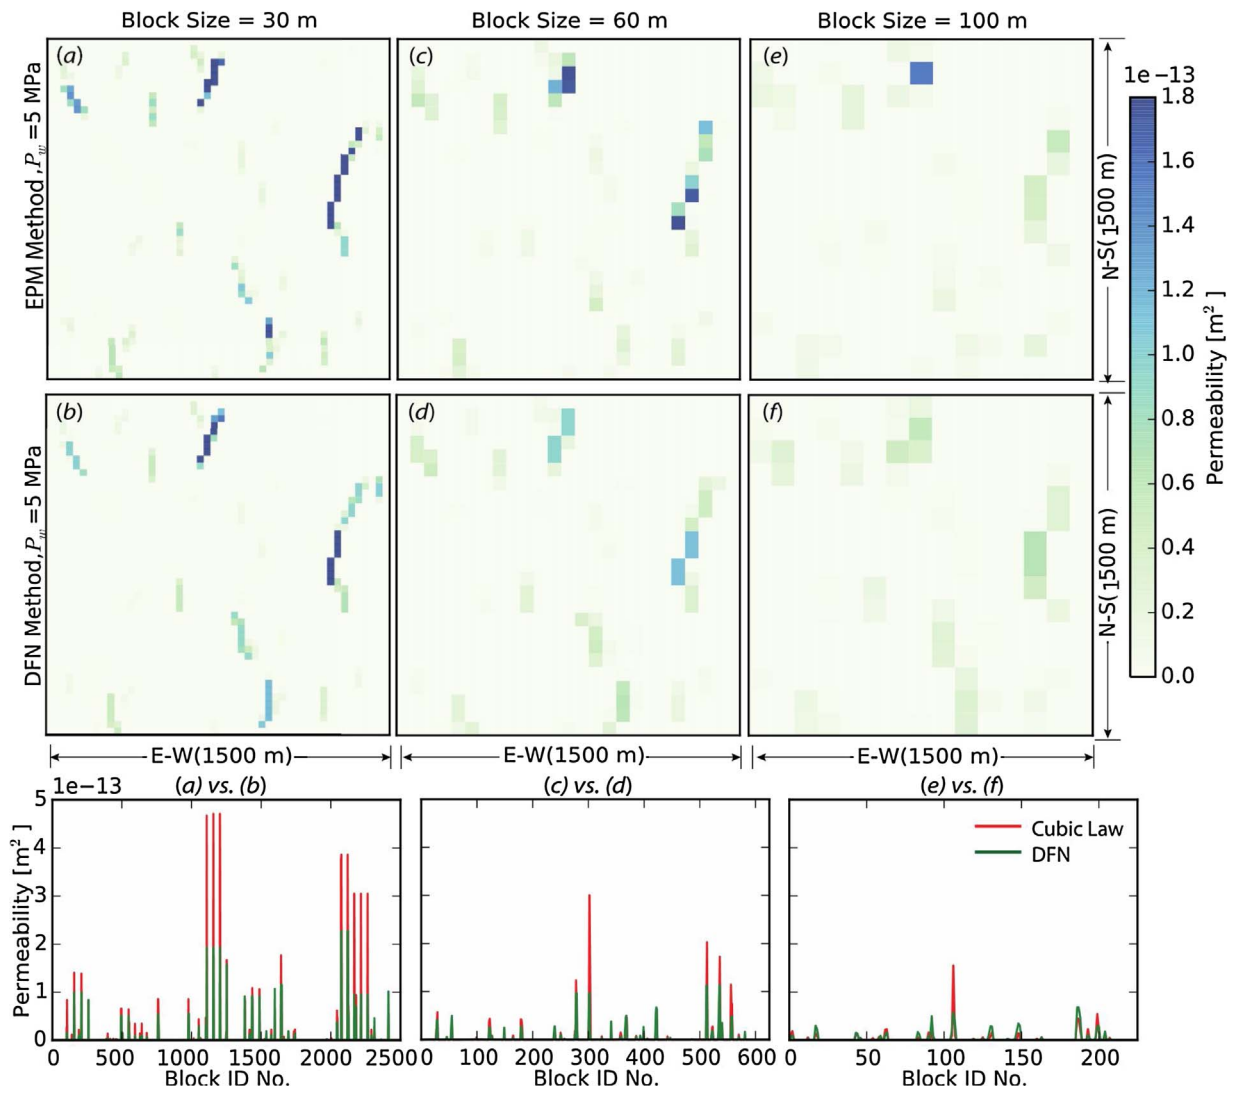 Block Size = 30 m
Block Size = 60 m
Block Size = 100 m
EPM Method, P_w = 5 MPa
(a)
(c)
(e)
N-S(1500 m)
1e−13
1.8
1.6
1.4
1.2
1.0
0.8
0.6
0.4
0.2
0.0
Permeability [m²]
DFN Method, P_w = 5 MPa
(b)
(d)
(f)
N-S(1500 m)
E-W(1500 m)
E-W(1500 m)
E-W(1500 m)
1e−13
(a) vs. (b)
(c) vs. (d)
(e) vs. (f)
Permeability [m²]
5
4
3
2
1
0
Cubic Law
DFN
0 500 1000 1500 2000 2500
0 100 200 300 400 500 600
0 50 100 150 200
Block ID No.
Block ID No.
Block ID No.